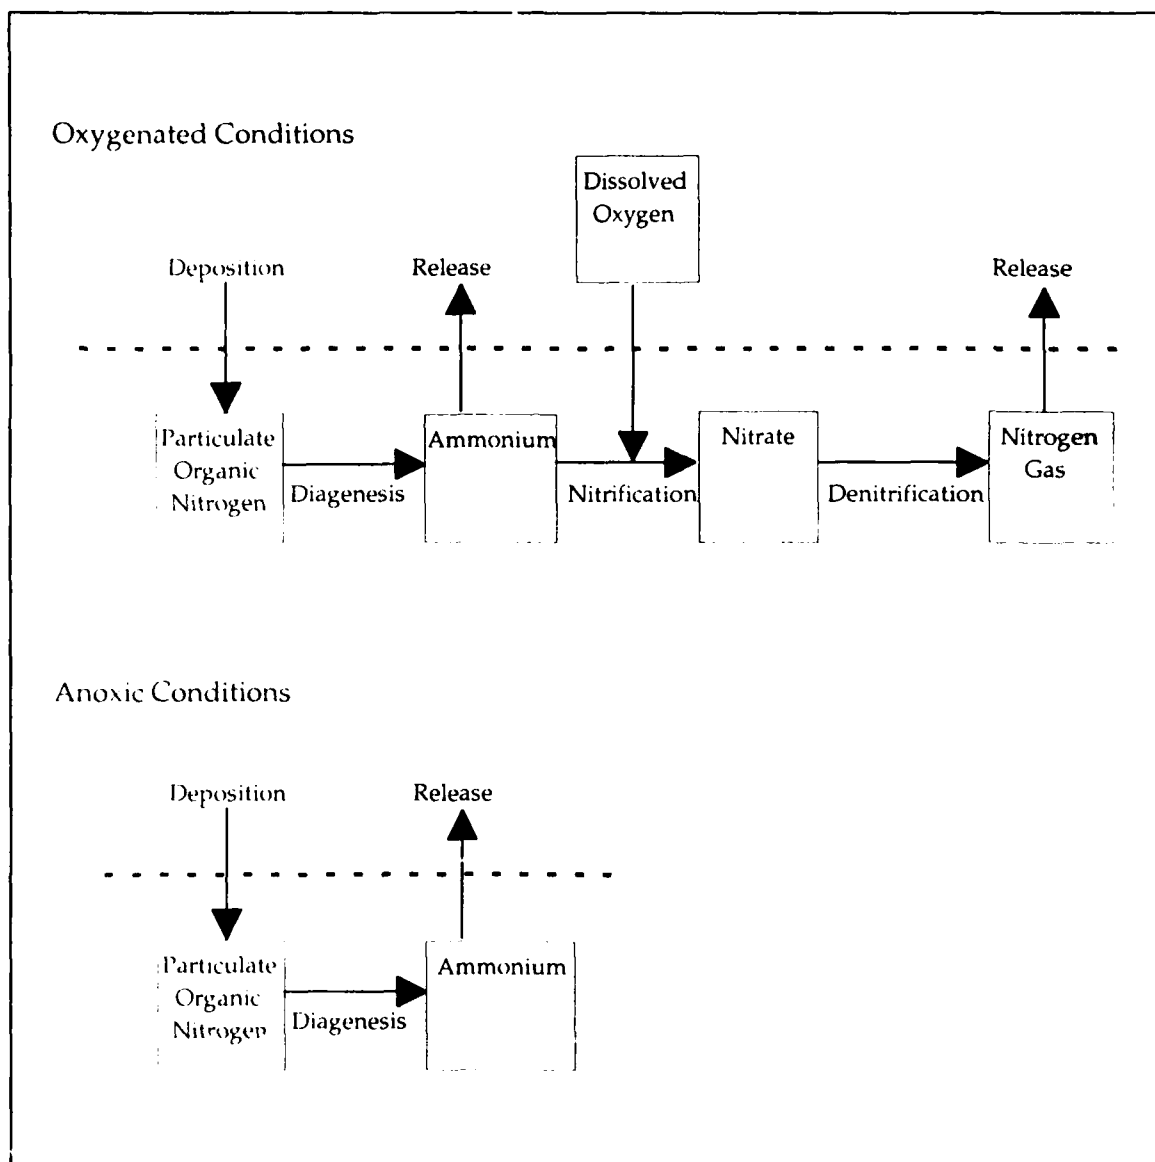 Oxygenated Conditions
Dissolved
Oxygen
Deposition
Release
Release
Particulate
Organic
Nitrogen
Diagenesis
Ammonium
Nitrification
Nitrate
Denitrification
Nitrogen
Gas
Anoxic Conditions
Deposition
Release
Particulate
Organic
Nitrogen
Diagenesis
Ammonium